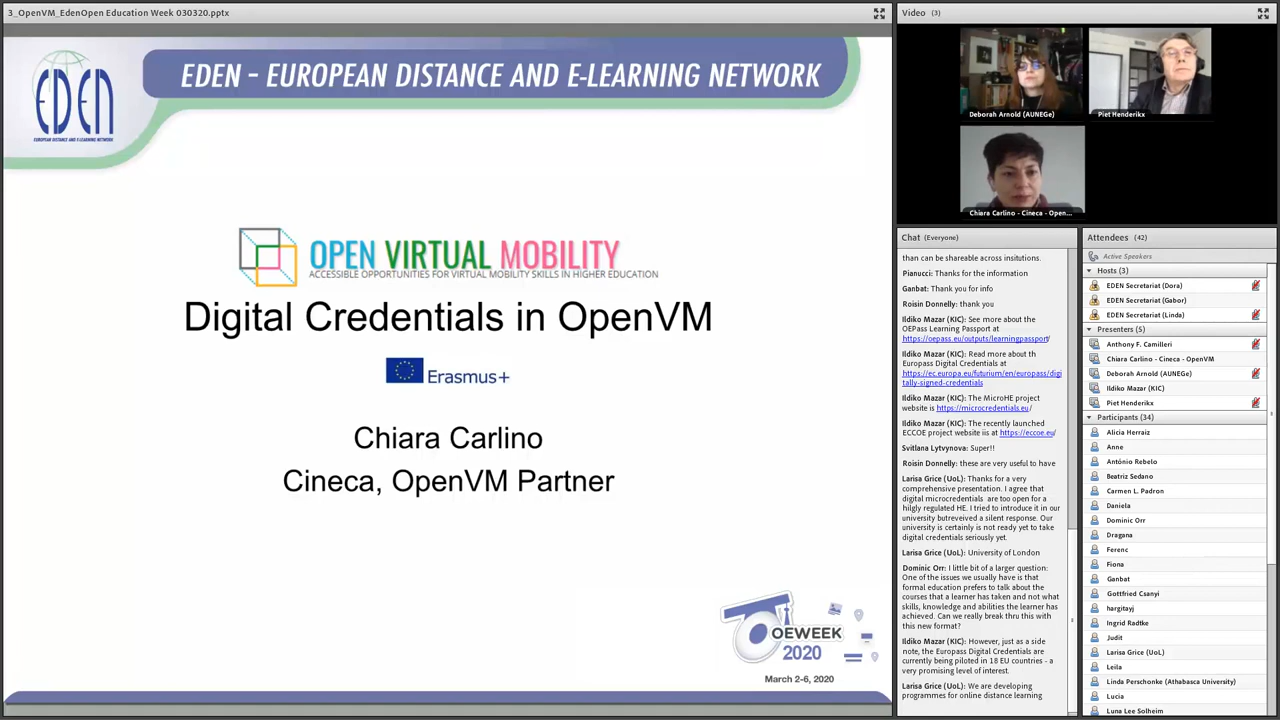 3_OpenVM_EdenOpen Education Week 030320.pptx
EDEN
EUROPEAN DISTANCE AND E-LEARNING NETWORK
EDEN – EUROPEAN DISTANCE AND E-LEARNING NETWORK
OPEN VIRTUAL MOBILITY
ACCESSIBLE OPPORTUNITIES FOR VIRTUAL MOBILITY SKILLS IN HIGHER EDUCATION
Digital Credentials in OpenVM
Erasmus+
Chiara Carlino
Cineca, OpenVM Partner
OEWEEK
2020
March 2-6, 2020
Video (3)
Deborah Arnold (AUNEGe)
Piet Henderikx
Chiara Carlino - Cineca - Open...
Chat (Everyone)
than can be shareable across insitutions.
Pianucci: Thanks for the information
Ganbat: Thank you for info
Roisin Donnelly: thank you
Ildiko Mazar (KIC): See more about the
OEPass Learning Passport at
https://oepass.eu/outputs/learningpassport/
Ildiko Mazar (KIC): Read more about th
Europass Digital Credentials at
https://ec.europa.eu/futurium/en/europass/digi
tally-signed-credentials
Ildiko Mazar (KIC): The MicroHE project
website is https://microcredentials.eu/
Ildiko Mazar (KIC): The recently launched
ECCOE project website iis at https://eccoe.eu/
Svitlana Lytvynova: Super!!
Roisin Donnelly: these are very useful to have
Larisa Grice (UoL): Thanks for a very
comprehensive presentation. I agree that
digital microcredentials are too open for a
hilgly regulated HE. I tried to introduce it in our
university butreveived a silent response. Our
university is certainly is not ready yet to take
digital credentials seriously yet.
Larisa Grice (UoL): University of London
Dominic Orr: I little bit of a larger question:
One of the issues we usually have is that
formal education prefers to talk about the
courses that a learner has taken and not what
skills, knowledge and abilities the learner has
achieved. Can we really break thru this with
this new format?
Ildiko Mazar (KIC): However, just as a side
note, the Europass Digital Credentials are
currently being piloted in 18 EU countries - a
very promising level of interest.
Larisa Grice (UoL): We are developing
programmes for online distance learning
Attendees (42)
Active Speakers
Hosts (3)
EDEN Secretariat (Dora)
EDEN Secretariat (Gabor)
EDEN Secretariat (Linda)
Presenters (5)
Anthony F. Camilleri
Chiara Carlino - Cineca - OpenVM
Deborah Arnold (AUNEGe)
Ildiko Mazar (KIC)
Piet Henderikx
Participants (34)
Alicia Herraiz
Anne
António Rebelo
Beatriz Sedano
Carmen L. Padron
Daniela
Dominic Orr
Dragana
Ferenc
Fiona
Ganbat
Gottfried Csanyi
hargitayj
Ingrid Radtke
Judit
Larisa Grice (UoL)
Leila
Linda Perschonke (Athabasca University)
Lucia
Luna Lee Solheim